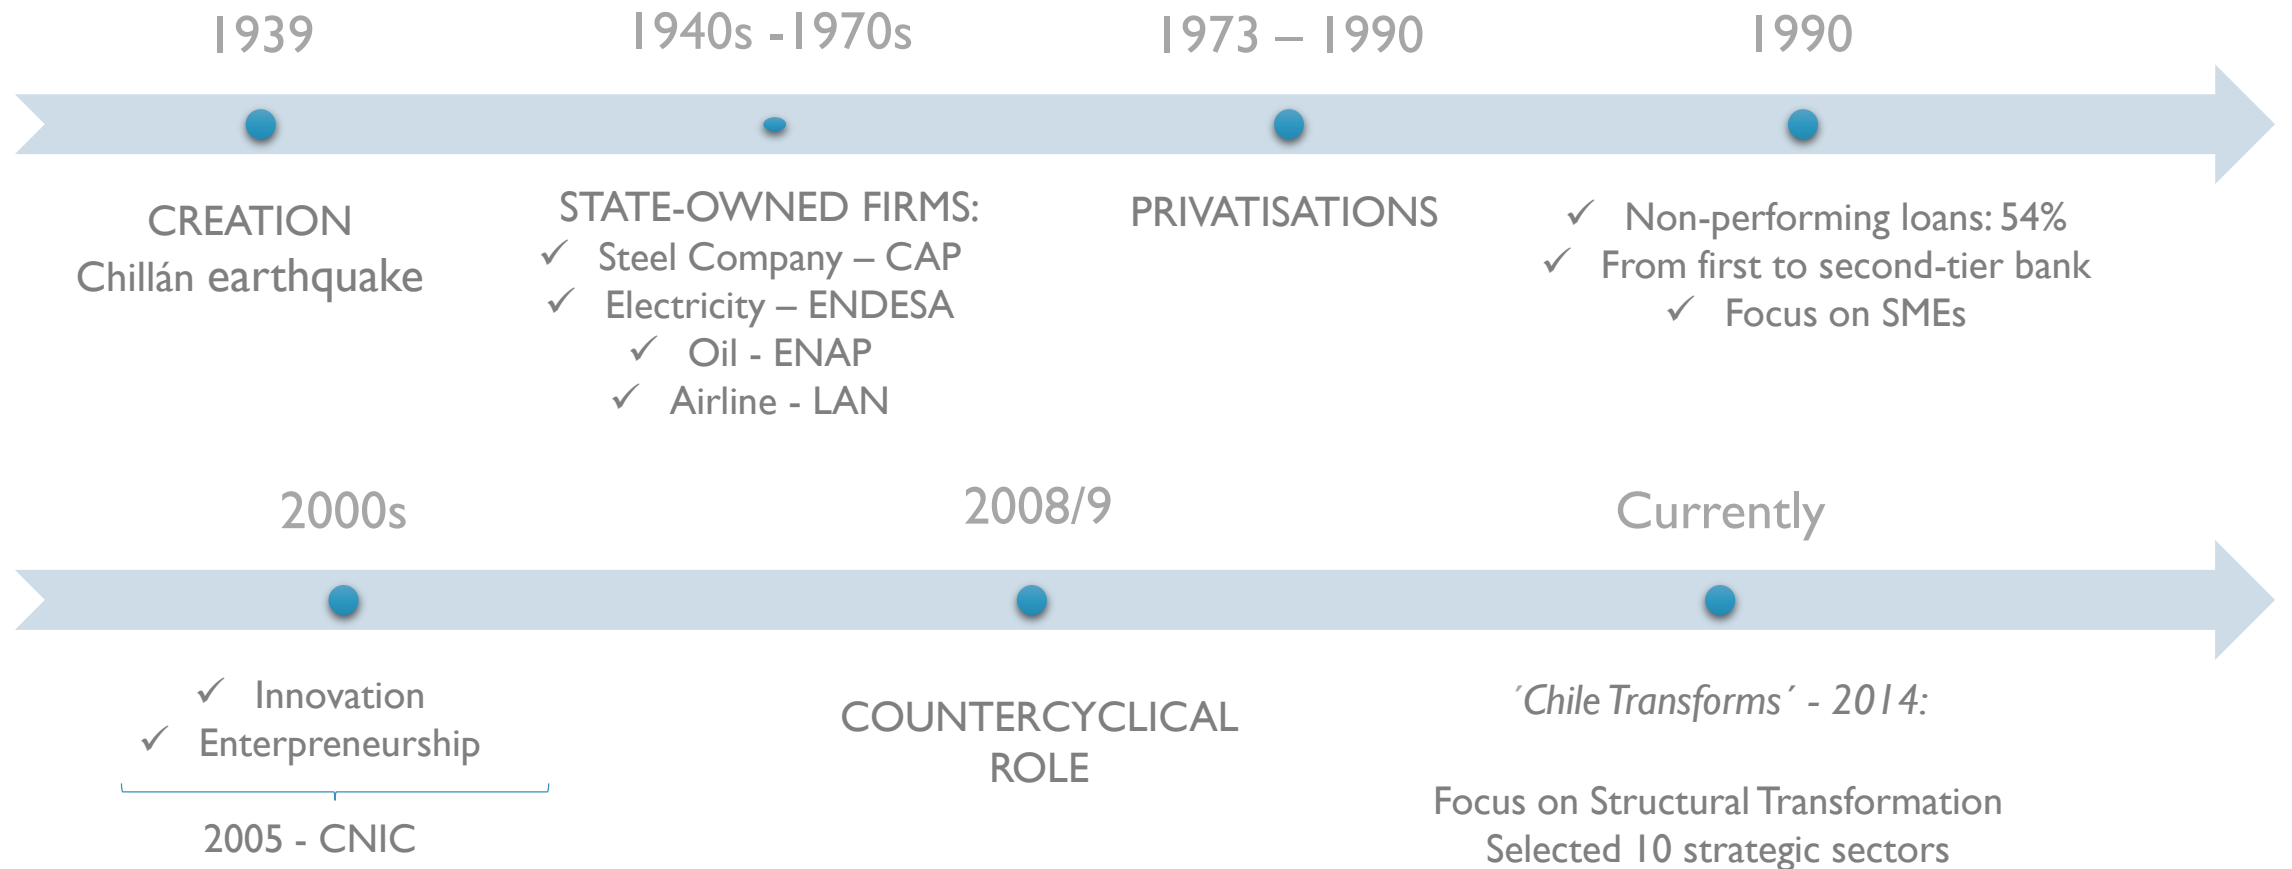 1939
CREATION
Chillán earthquake
1940s -1970s
STATE-OWNED FIRMS:
✓ Steel Company – CAP
✓ Electricity – ENDESA
✓ Oil - ENAP
✓ Airline - LAN
1973 – 1990
PRIVATISATIONS
1990
✓ Non-performing loans: 54%
✓ From first to second-tier bank
✓ Focus on SMEs
2000s
✓ Innovation
✓ Enterpreneurship
2005 - CNIC
2008/9
COUNTERCYCLICAL
ROLE
Currently
´Chile Transforms´ - 2014:
Focus on Structural Transformation
Selected 10 strategic sectors